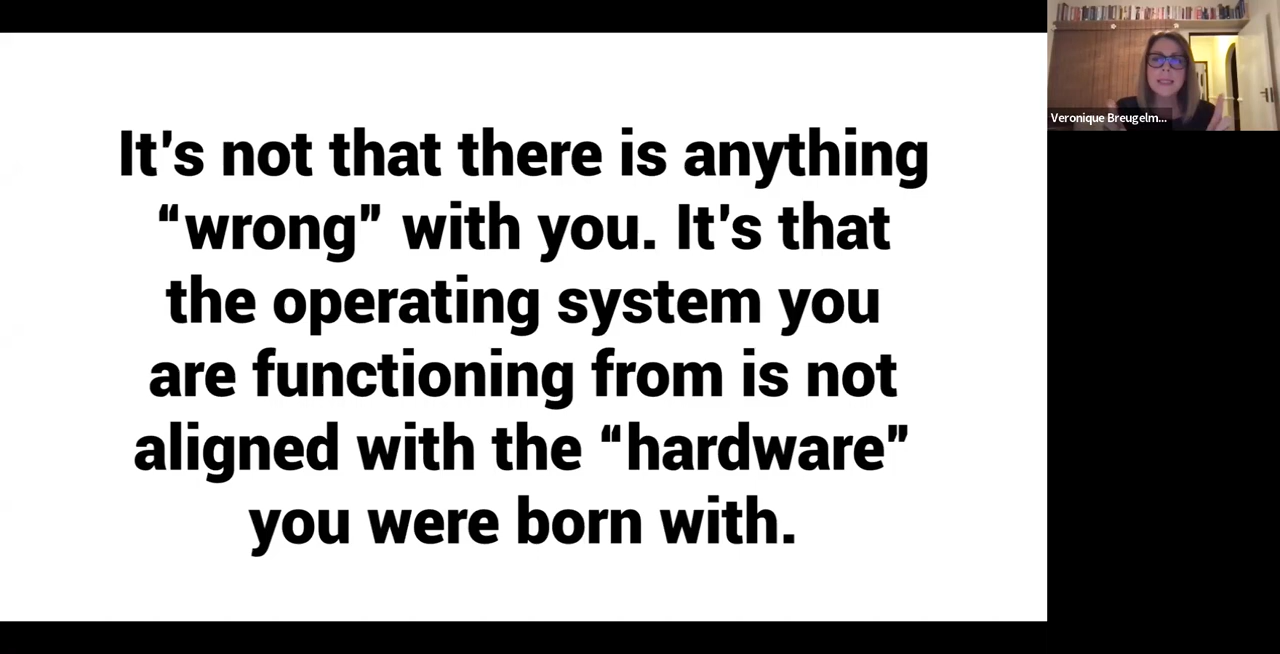 It's not that there is anything
“wrong” with you. It's that
the operating system you
are functioning from is not
aligned with the “hardware”
you were born with.
Veronique Breugelm...